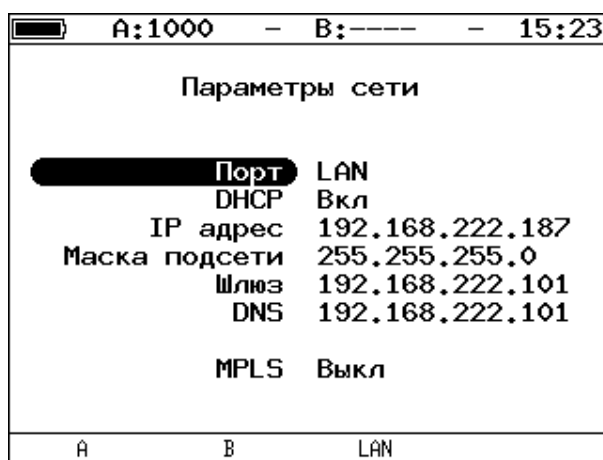 A:1000 – B:---- – 15:23
Параметры сети
Порт LAN
DHCP Вкл
IP адрес 192.168.222.187
Маска подсети 255.255.255.0
Шлюз 192.168.222.101
DNS 192.168.222.101
MPLS Выкл
A B LAN